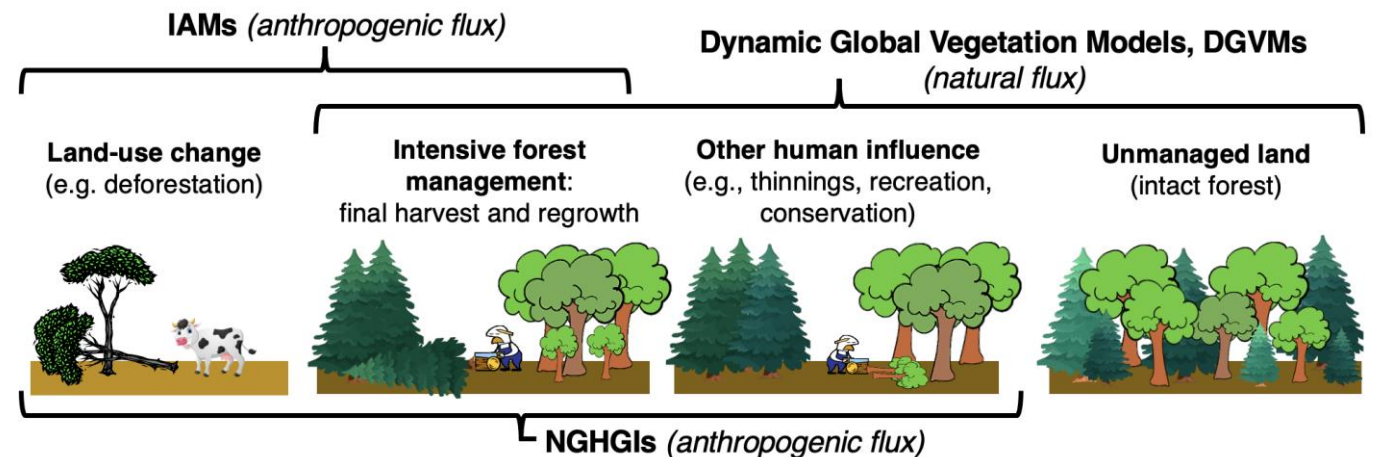 IAMs (anthropogenic flux)
Dynamic Global Vegetation Models, DGVMs
(natural flux)
Land-use change
(e.g. deforestation)
Intensive forest
management:
final harvest and regrowth
Other human influence
(e.g., thinnings, recreation,
conservation)
Unmanaged land
(intact forest)
NGHGIs (anthropogenic flux)